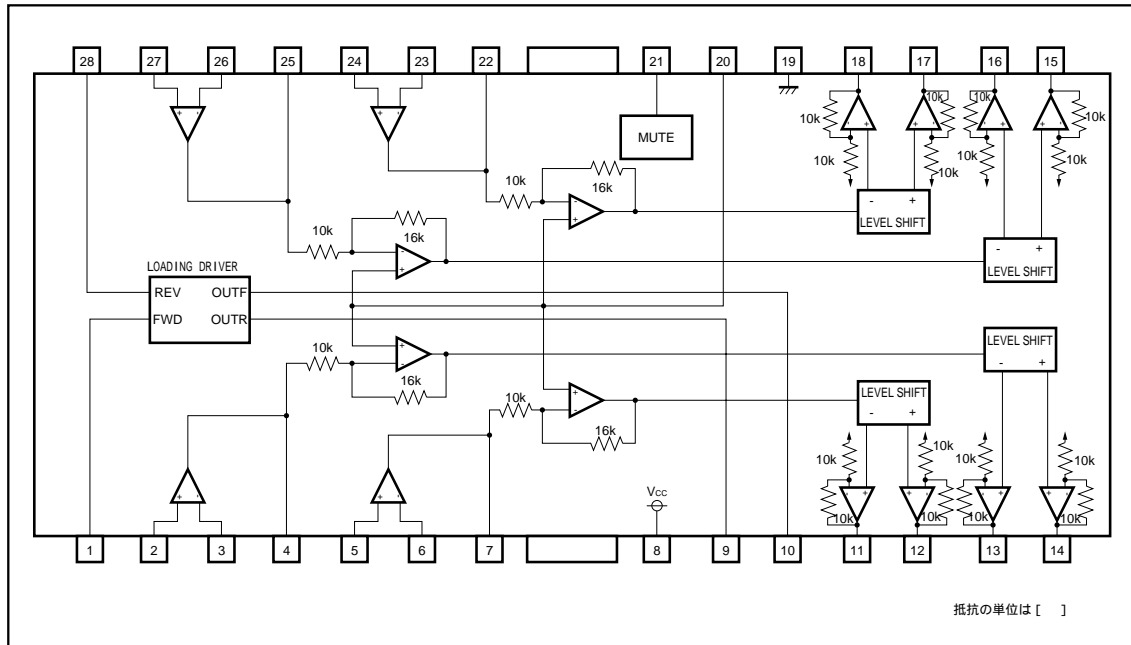 28 27 26 25 24 23 22 21 20 19 18 17 16 15
+ - + -
MUTE
10k 10k 10k 10k
- + + - - + + -
10k 10k 10k 10k
10k 16k
- +
- +
LEVEL SHIFT
10k 16k
- +
- +
LEVEL SHIFT
LOADING DRIVER
REV OUTF
FWD OUTR
LEVEL SHIFT
- +
10k
+ -
16k
LEVEL SHIFT
- +
10k
+ -
16k
10k 10k 10k 10k
+ - + -
- + + - - + + -
10k 10k 10k 10k
Vcc
1 2 3 4 5 6 7 8 9 10 11 12 13 14
抵抗の単位は [ ]